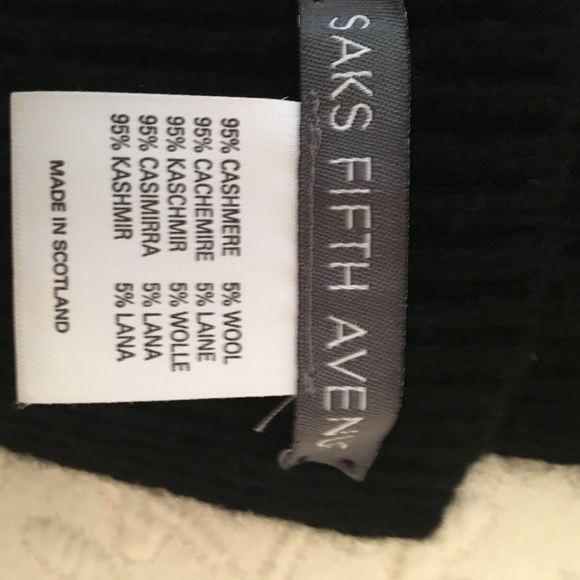 SAKS FIFTH AVENUE
95% CASHMERE 5% WOOL
95% CACHEMIRE 5% LAINE
95% KASCHMIR 5% WOLLE
95% CASIMIRRA 5% LANA
95% KASHMIR 5% LANA
MADE IN SCOTLAND